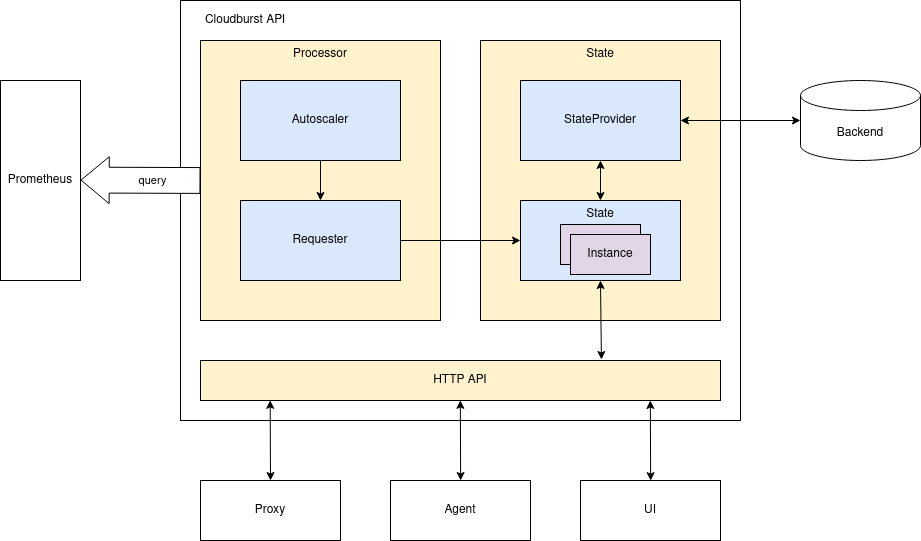 Cloudburst API
Processor
State
Autoscaler
StateProvider
Backend
Prometheus
query
Requester
State
Instance
HTTP API
Proxy
Agent
UI